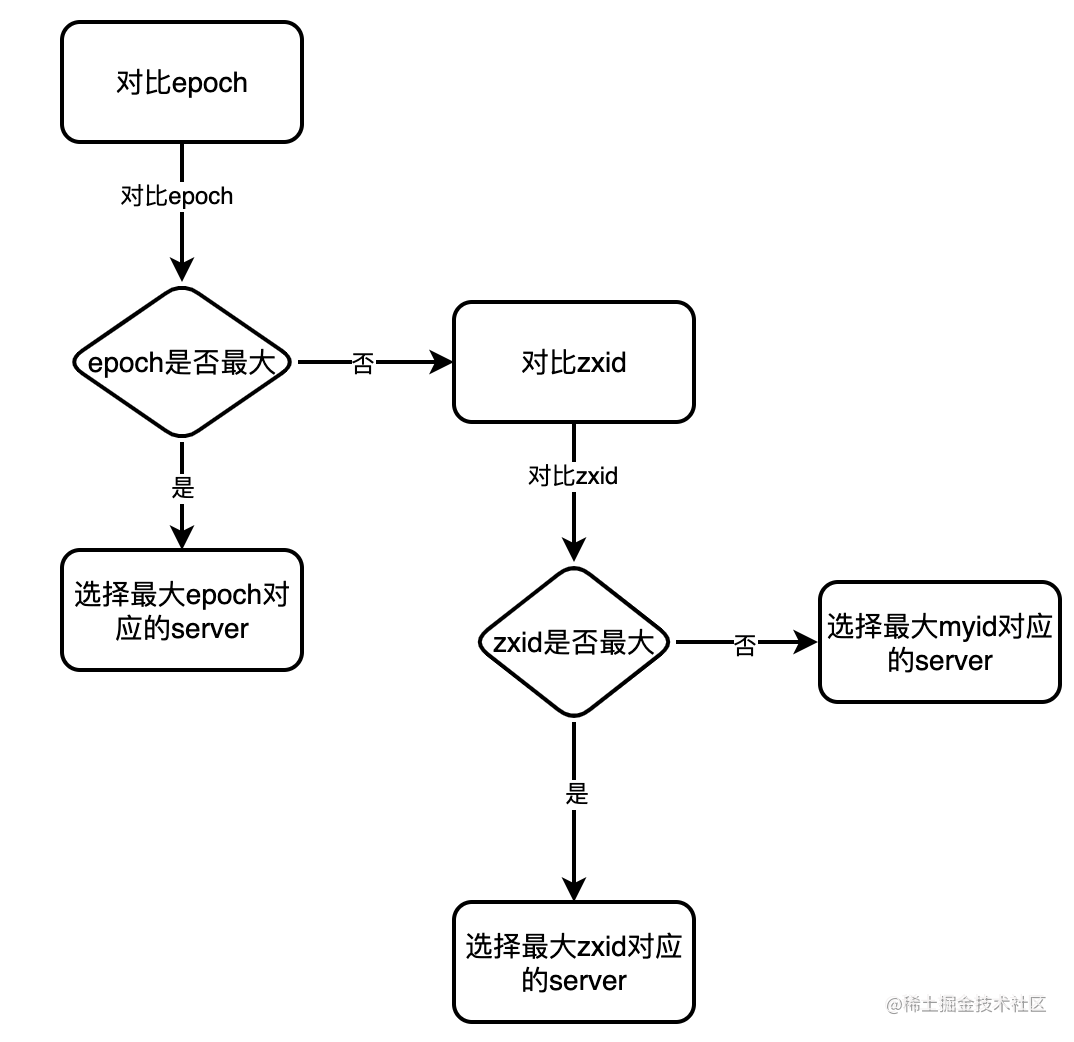 对比epoch
对比epoch
epoch是否最大
否
对比zxid
是
对比zxid
选择最大epoch对
应的server
zxid是否最大
否
选择最大myid对应
的server
是
选择最大zxid对应
的server
@稀土掘金技术社区